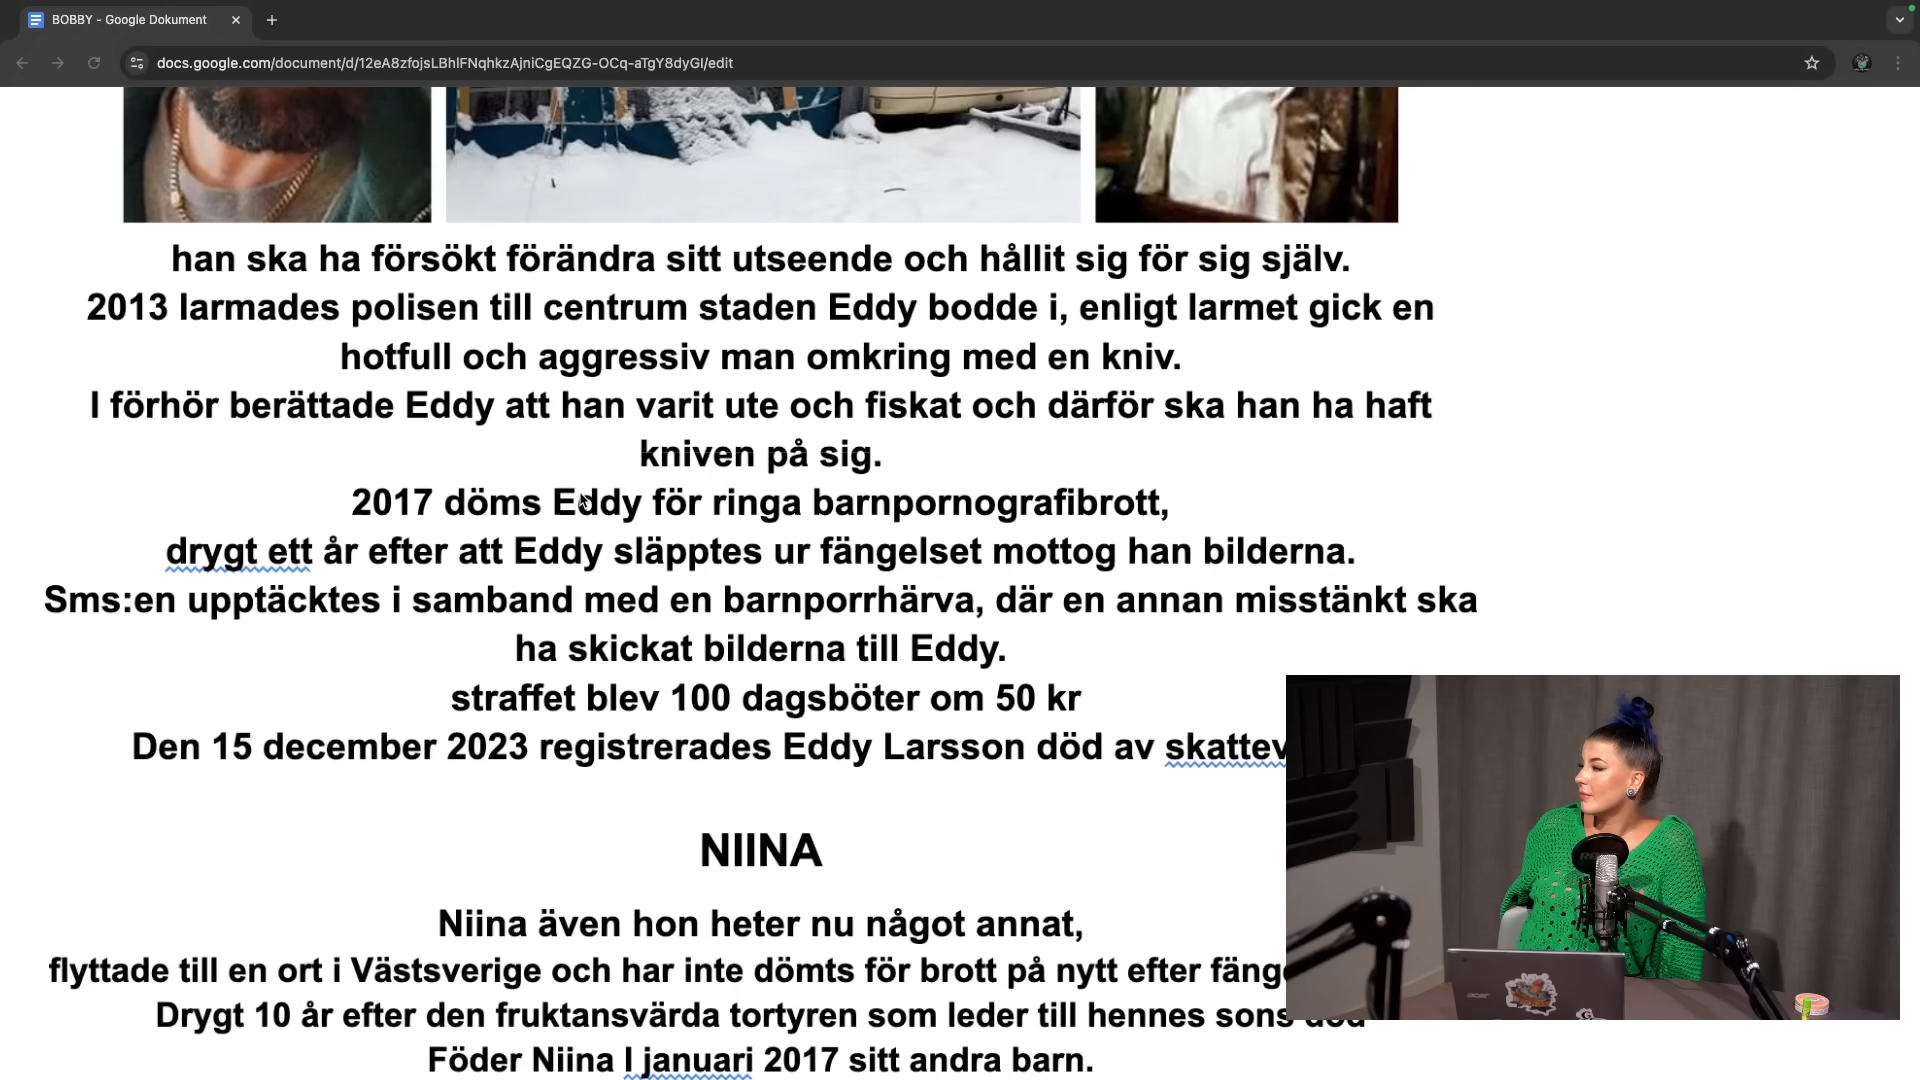 BOBBY - Google Dokument
docs.google.com/document/d/12eA8zfojsLBhlFNqhkzAjniCgEQZG-OCq-aTgY8dyGI/edit
han ska ha försökt förändra sitt utseende och hållit sig för sig själv.
2013 larmades polisen till centrum staden Eddy bodde i, enligt larmet gick en
hotfull och aggressiv man omkring med en kniv.
I förhör berättade Eddy att han varit ute och fiskat och därför ska han ha haft
kniven på sig.
2017 döms Eddy för ringa barnpornografibrott,
drygt ett år efter att Eddy släpptes ur fängelset mottog han bilderna.
Sms:en upptäcktes i samband med en barnporrhärva, där en annan misstänkt ska
ha skickat bilderna till Eddy.
straffet blev 100 dagsböter om 50 kr
Den 15 december 2023 registrerades Eddy Larsson död av
NIINA
Niina även hon heter nu något annat,
flyttade till en ort i Västsverige och har inte dömts för brott på nytt efter
Drygt 10 år efter den fruktansvärda tortyren som leder till hennes sons död
Föder Niina I januari 2017 sitt andra barn.
acer